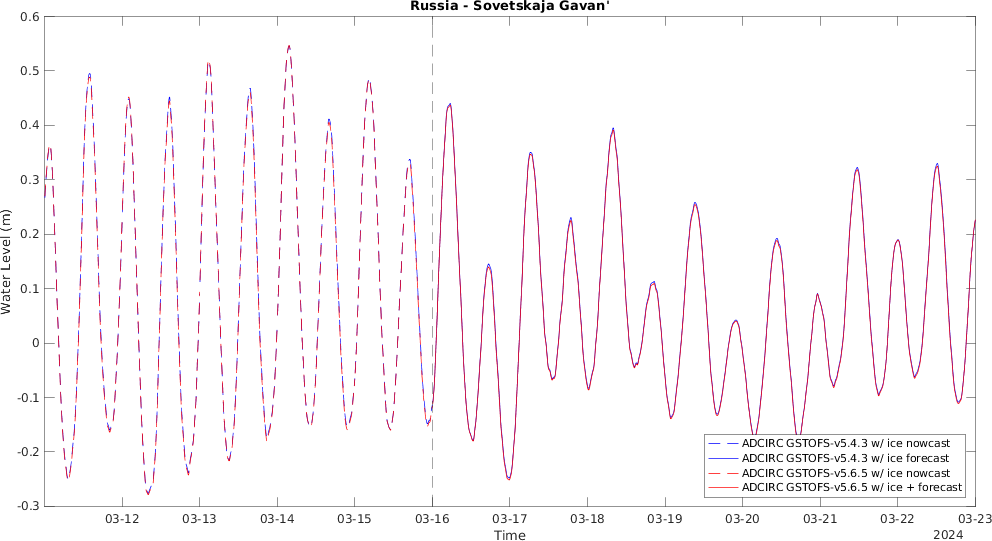 Russia - Sovetskaja Gavan'
0.6
0.5
0.4
0.3
0.2
0.1
0
-0.1
-0.2
-0.3
Water Level (m)
ADCIRC GSTOFS-v5.4.3 w/ ice nowcast
ADCIRC GSTOFS-v5.4.3 w/ ice forecast
ADCIRC GSTOFS-v5.6.5 w/ ice nowcast
ADCIRC GSTOFS-v5.6.5 w/ ice + forecast
03-12 03-13 03-14 03-15 03-16 03-17 03-18 03-19 03-20 03-21 03-22 03-23
Time
2024